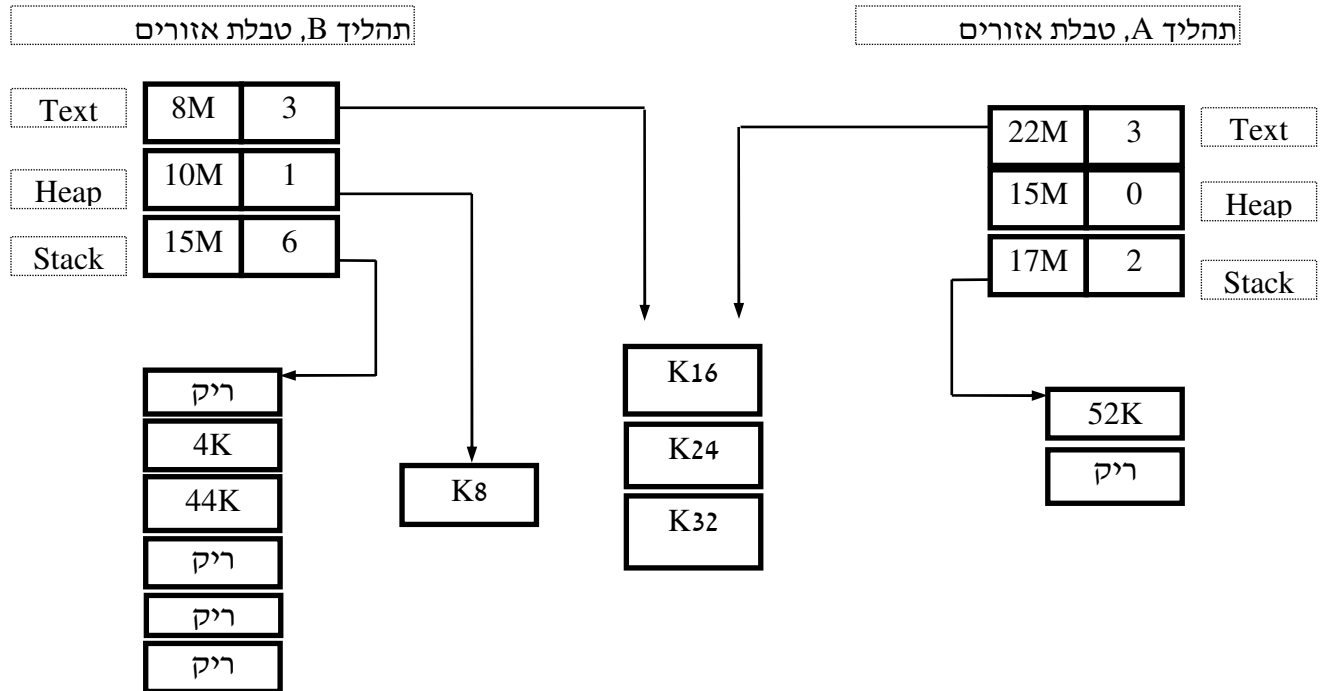 תהליך A, טבלת אזורים
22M 3 Text
15M 0 Heap
17M 2 Stack
52K
ריק
תהליך B, טבלת אזורים
Text 8M 3
Heap 10M 1
Stack 15M 6
ריק
4K
44K
ריק
ריק
ריק
K8
K16
K24
K32